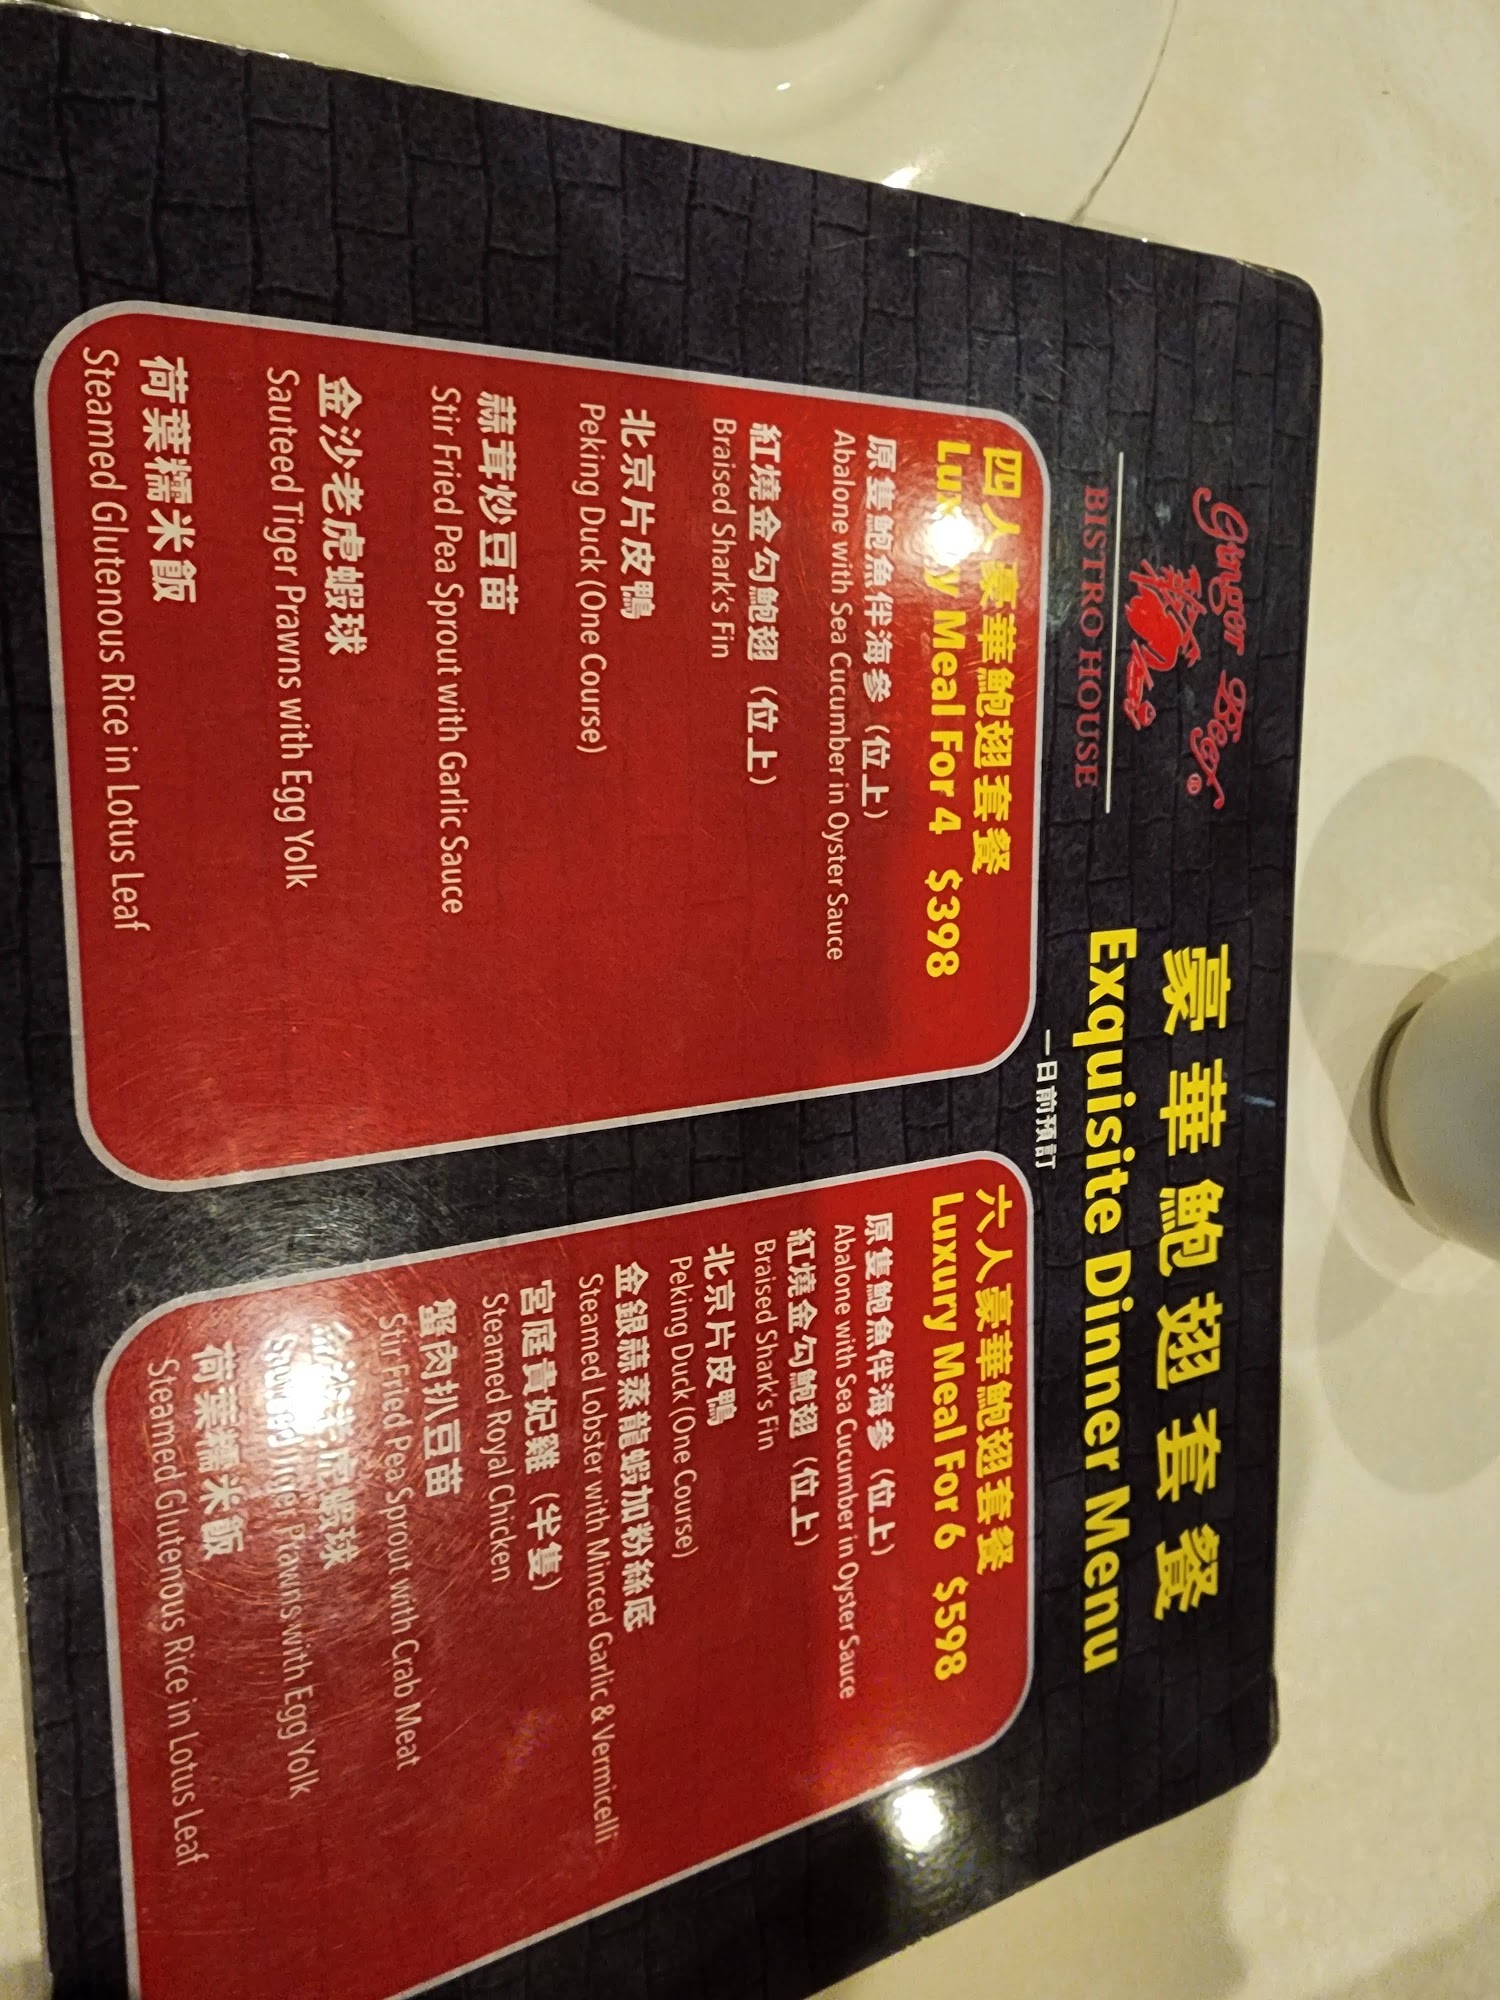 Ginger Beef
BISTRO HOUSE
豪華鮑翅套餐
Exquisite Dinner Menu
一日前預訂
四人豪華鮑翅套餐
Luxury Meal For 4 $398
原隻鮑魚伴海參（位上）
Abalone with Sea Cucumber in Oyster Sauce
紅燒金勾鮑翅（位上）
Braised Shark's Fin
北京片皮鴨
Peking Duck (One Course)
蒜茸炒豆苗
Stir Fried Pea Sprout with Garlic Sauce
金沙老虎蝦球
Sauteed Tiger Prawns with Egg Yolk
荷葉糯米飯
Steamed Glutenous Rice in Lotus Leaf
六人豪華鮑翅套餐
Luxury Meal For 6 $598
原隻鮑魚伴海參（位上）
Abalone with Sea Cucumber in Oyster Sauce
紅燒金勾鮑翅（位上）
Braised Shark's Fin
北京片皮鴨
Peking Duck (One Course)
金銀蒜蒸龍蝦加粉絲底
Steamed Lobster with Minced Garlic & Vermicelli
宮庭貴妃雞（半隻）
Steamed Royal Chicken
蟹肉扒豆苗
Stir Fried Pea Sprout with Crab Meat
金沙老虎蝦球
Sauteed Tiger Prawns with Egg Yolk
荷葉糯米飯
Steamed Glutenous Rice in Lotus Leaf